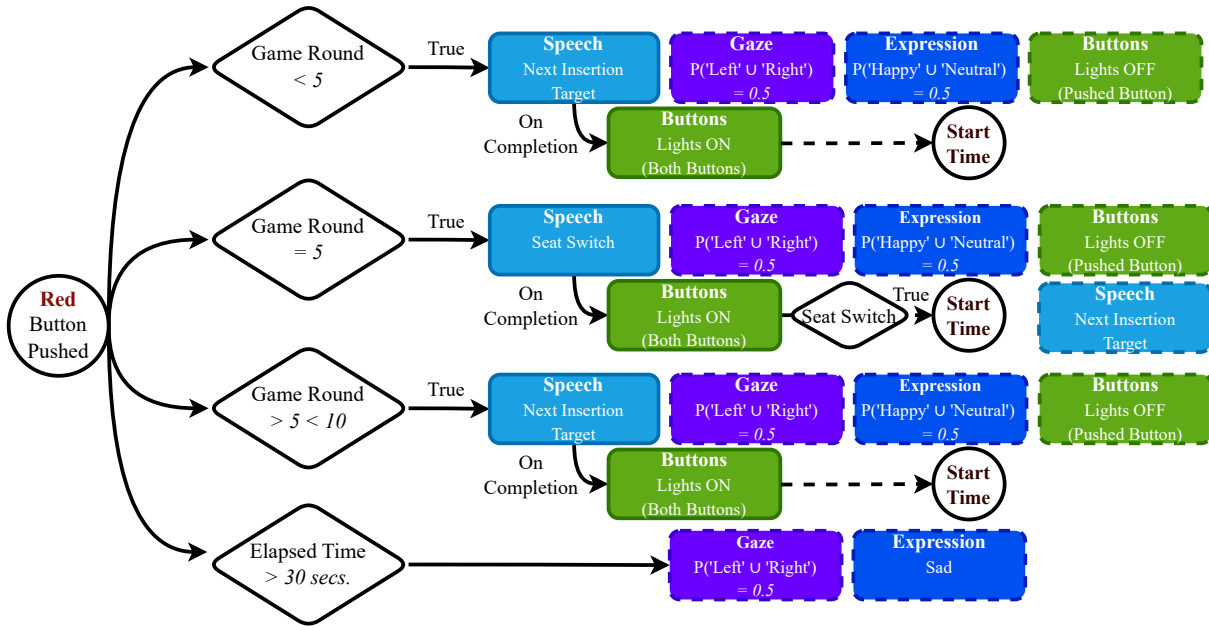 Red
Button
Pushed
Game Round
< 5
True
Speech
Next Insertion
Target
Gaze
P('Left' ∪ 'Right')
= 0.5
Expression
P('Happy' ∪ 'Neutral')
= 0.5
Buttons
Lights OFF
(Pushed Button)
On
Completion
Buttons
Lights ON
(Both Buttons)
Start
Time
Game Round
= 5
True
Speech
Seat Switch
Gaze
P('Left' ∪ 'Right')
= 0.5
Expression
P('Happy' ∪ 'Neutral')
= 0.5
Buttons
Lights OFF
(Pushed Button)
On
Completion
Buttons
Lights ON
(Both Buttons)
Seat Switch
True
Start
Time
Speech
Next Insertion
Target
Game Round
> 5 < 10
True
Speech
Next Insertion
Target
Gaze
P('Left' ∪ 'Right')
= 0.5
Expression
P('Happy' ∪ 'Neutral')
= 0.5
Buttons
Lights OFF
(Pushed Button)
On
Completion
Buttons
Lights ON
(Both Buttons)
Start
Time
Elapsed Time
> 30 secs.
Gaze
P('Left' ∪ 'Right')
= 0.5
Expression
Sad